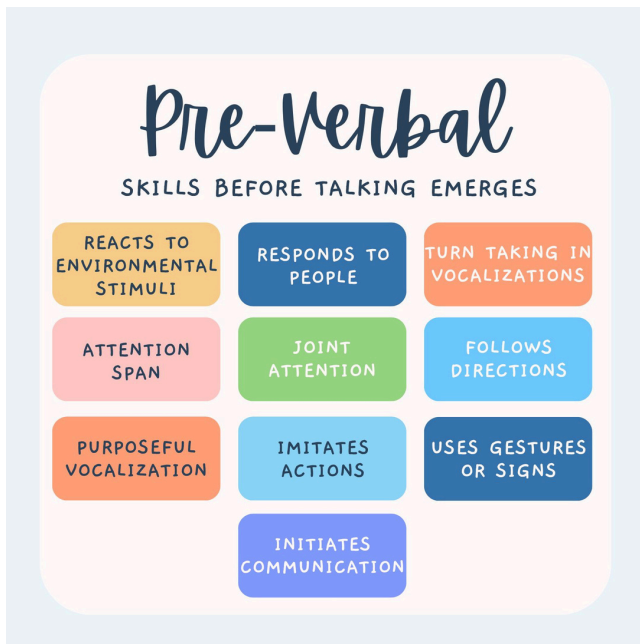 Pre-Verbal
SKILLS BEFORE TALKING EMERGES
REACTS TO
ENVIRONMENTAL
STIMULI
RESPONDS TO
PEOPLE
TURN TAKING IN
VOCALIZATIONS
ATTENTION
SPAN
JOINT
ATTENTION
FOLLOWS
DIRECTIONS
PURPOSEFUL
VOCALIZATION
IMITATES
ACTIONS
USES GESTURES
OR SIGNS
INITIATES
COMMUNICATION